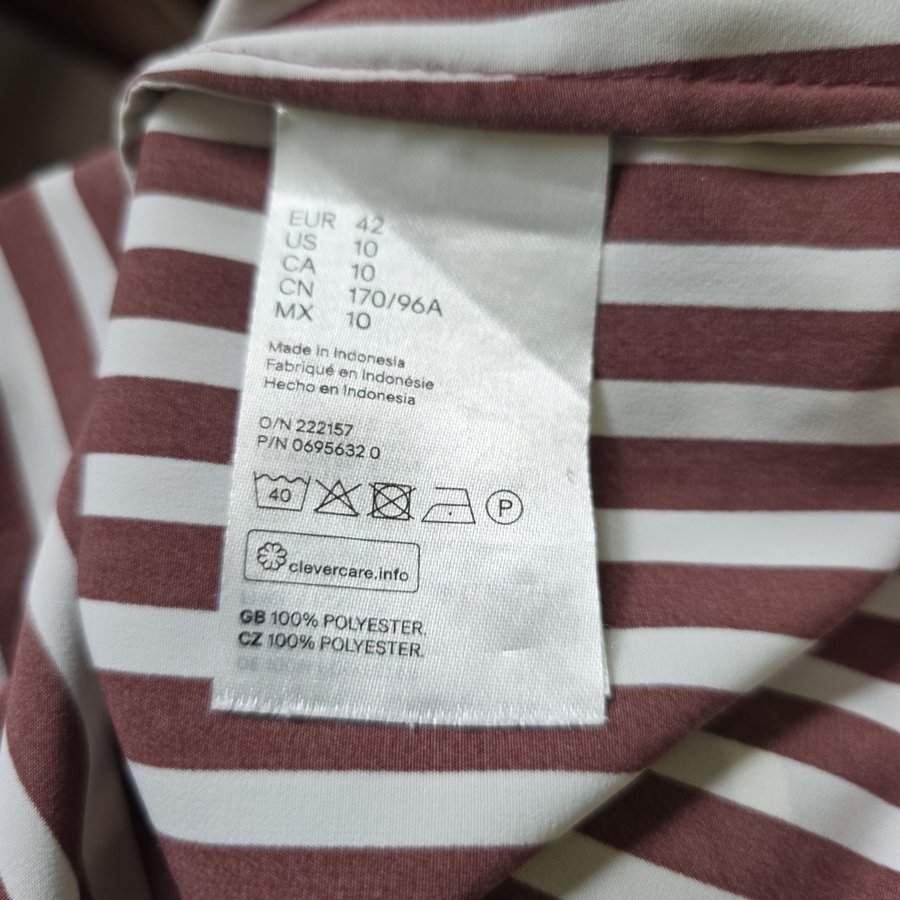 EUR 42
US 10
CA 10
CN 170/96A
MX 10
Made in Indonesia
Fabriqué en Indonésie
Hecho en Indonesia
O/N 222157
P/N 0695632 0
40
P
clevercare.info
GB 100% POLYESTER.
CZ 100% POLYESTER.